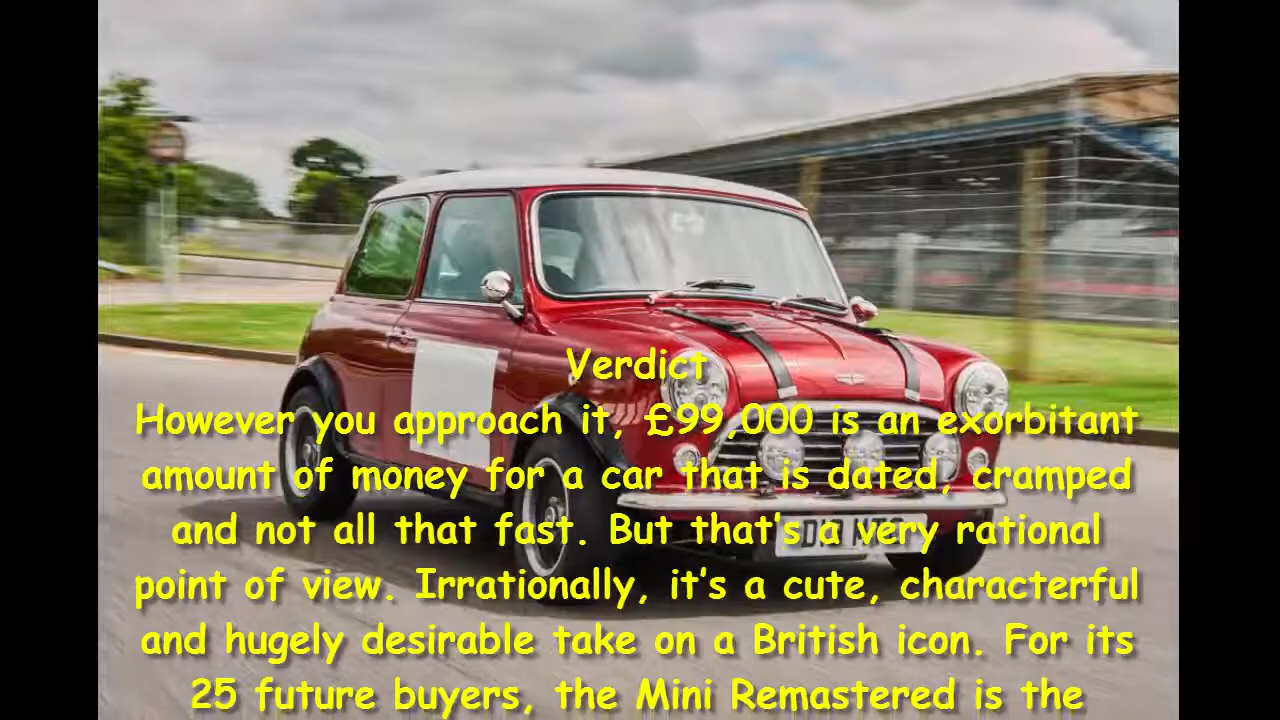 Verdict
However you approach it, £99,000 is an exorbitant
amount of money for a car that is dated, cramped
and not all that fast. But that's a very rational
point of view. Irrationally, it's a cute, characterful
and hugely desirable take on a British icon. For its
25 future buyers, the Mini Remastered is the